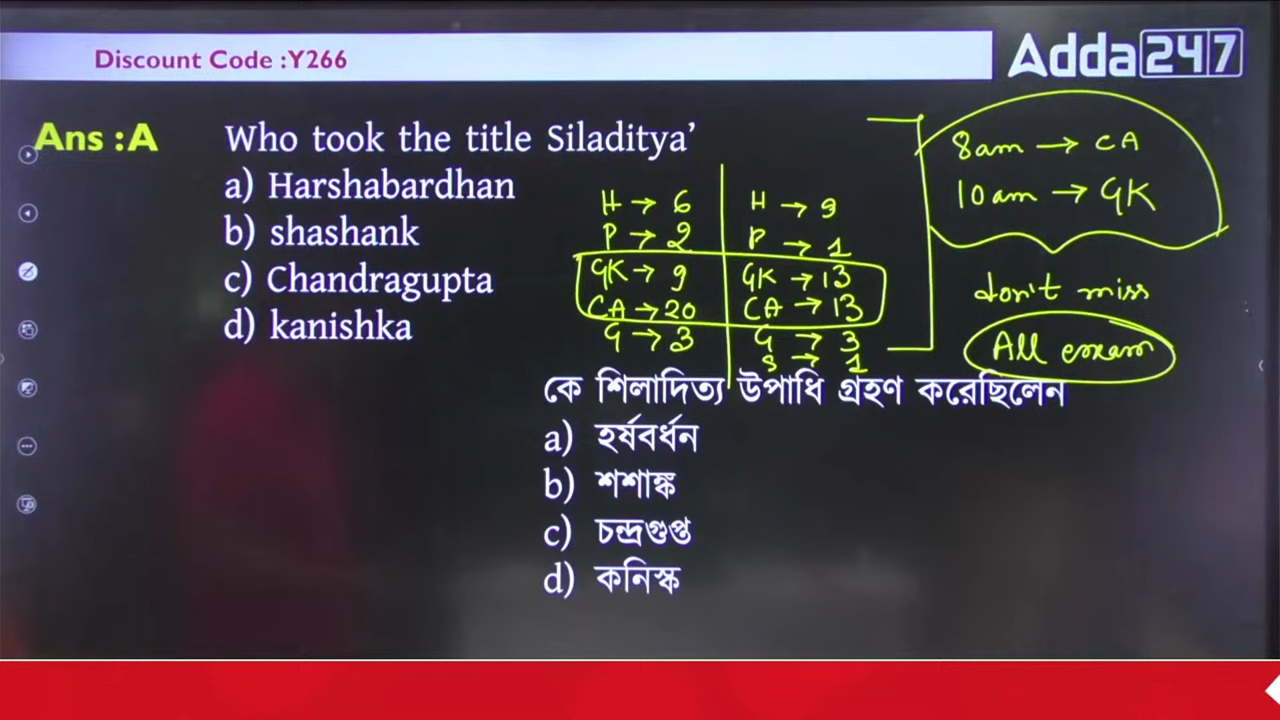 Discount Code :Y266
Adda247
Ans :A
Who took the title Siladitya’
a) Harshabardhan
b) shashank
c) Chandragupta
d) kanishka
H → 6
P → 2
GK → 9
CA → 20
G → 3
H → 9
P → 1
GK → 13
CA → 13
G → 3
S → 1
8am → CA
10am → GK
don't miss
All exam
কে শিলাদিত্য উপাধি গ্রহণ করেছিলেন
a) হর্ষবর্ধন
b) শশাঙ্ক
c) চন্দ্রগুপ্ত
d) কনিস্ক